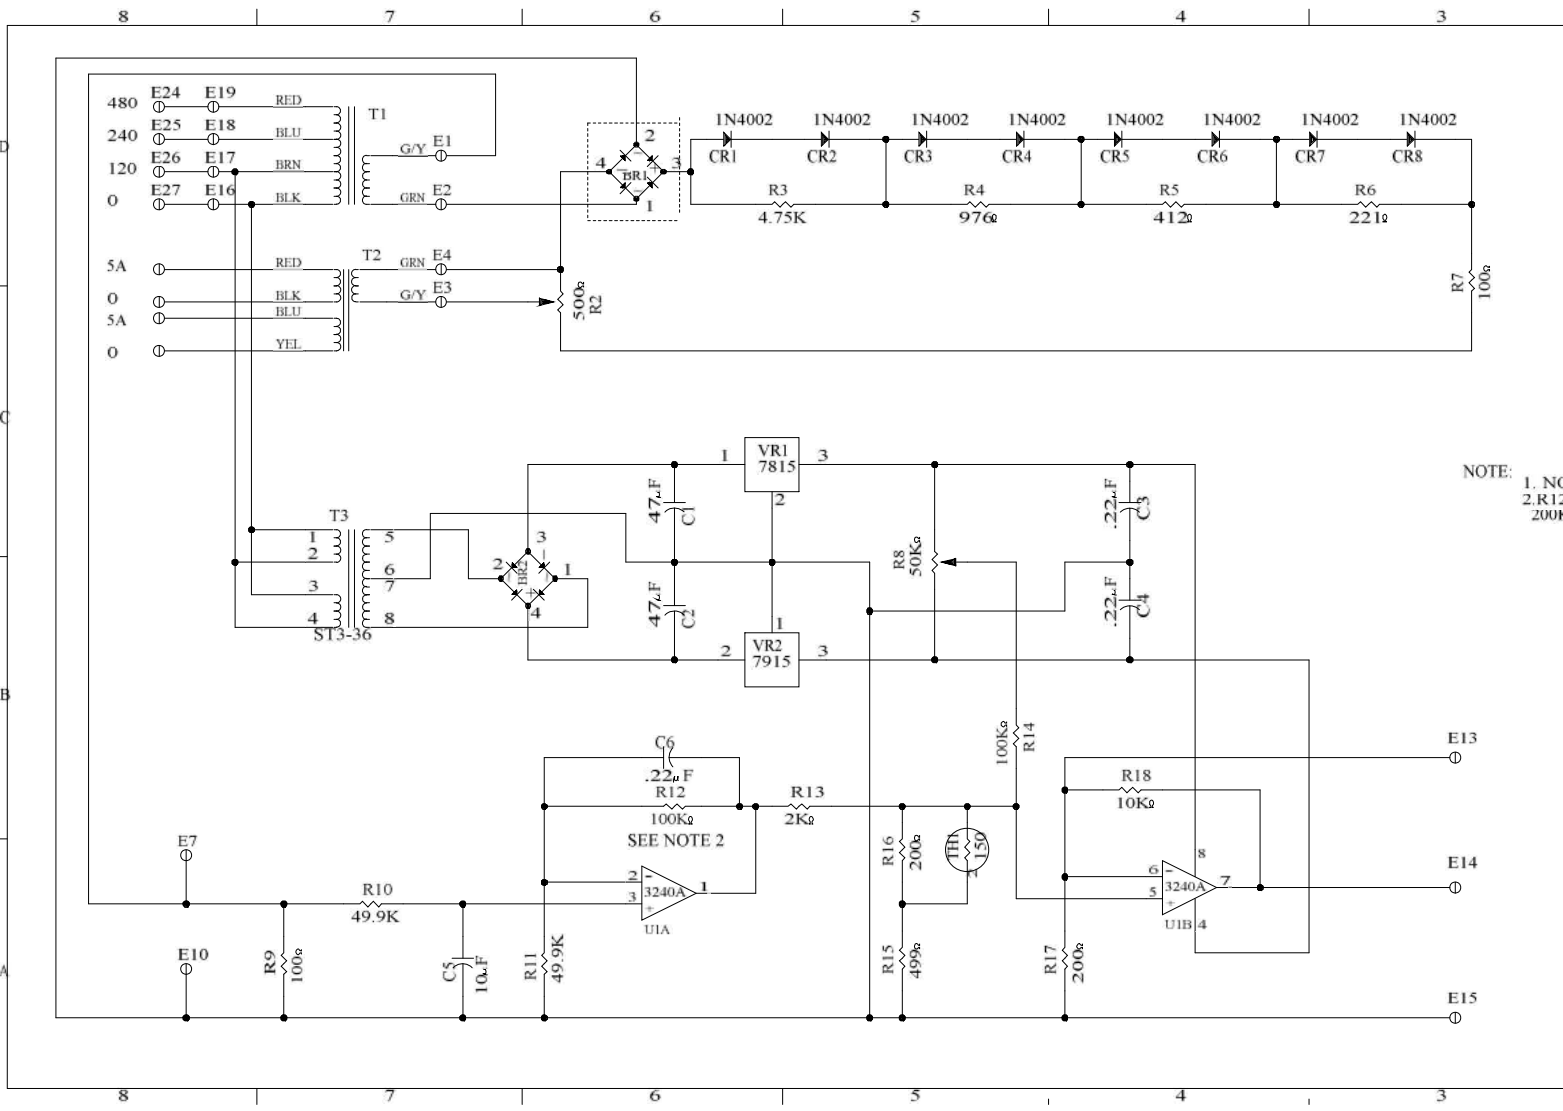 8 7 6 5 4 3
D
C
B
A
480 E24 E19 RED
240 E25 E18 BLU
120 E26 E17 BRN
0 E27 E16 BLK
T1
G/Y E1
GRN E2
5A RED
0 BLK
5A BLU
0 YEL
T2
GRN E4
G/Y E3
500Ω
R2
2
4 3
BR1
1
− − + −
1N4002 1N4002 1N4002 1N4002 1N4002 1N4002 1N4002 1N4002
CR1 CR2 CR3 CR4 CR5 CR6 CR7 CR8
R3 R4 R5 R6
4.75K 976Ω 412Ω 221Ω
R7
100Ω
NOTE:
1. NO
2.R12
200K
T3
1
2
3
4
5
6
7
8
ST3-36
3
2 1
BR2
4
47μF
C1
47μF
C2
1 VR1 3
7815
2
1
2 VR2 3
7915
R8
50KΩ
.22μF
C3
.22μF
C4
100KΩ
R14
C6
.22μF
R12
100KΩ
SEE NOTE 2
R13
2KΩ
2 −
3240A 1
3 +
U1A
R16
200Ω
TH1
R15
499Ω
R18
10KΩ
8
6 −
3240A 7
5 +
U1B 4
R17
200Ω
E13
E14
E15
E7
E10
R9
100Ω
R10
49.9K
C5
10μF
R11
49.9K
8 7 6 5 4 3